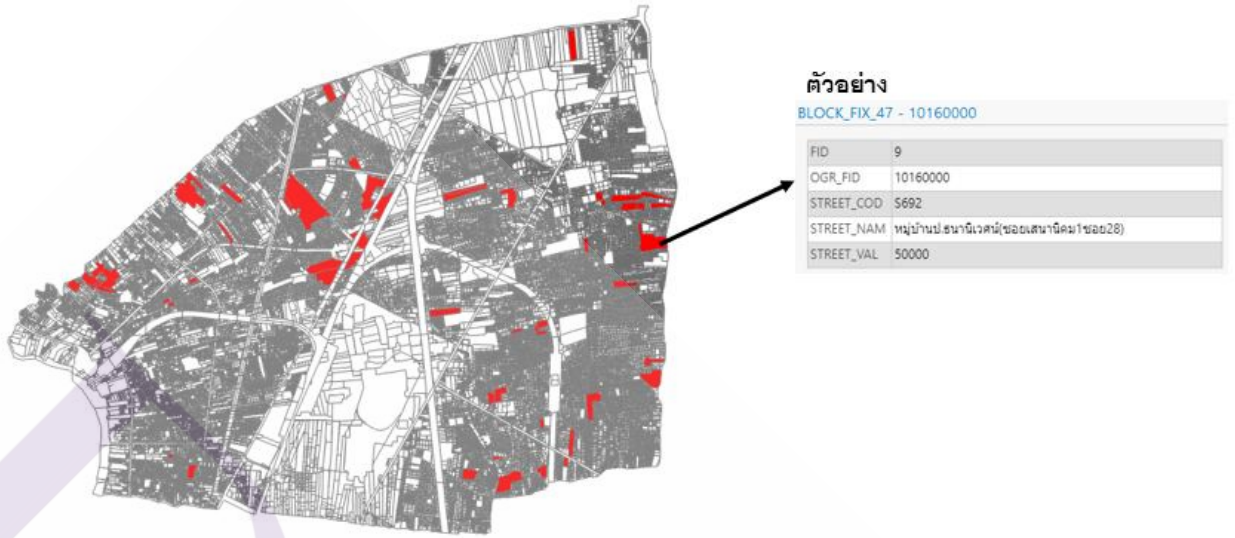 ตัวอย่าง
BLOCK_FIX_47 - 10160000
FID 9
OGR_FID 10160000
STREET_COD S692
STREET_NAM หมู่บ้านป.ธนานิเวศน์(ซอยเสนานิคม1ซอย28)
STREET_VAL 50000